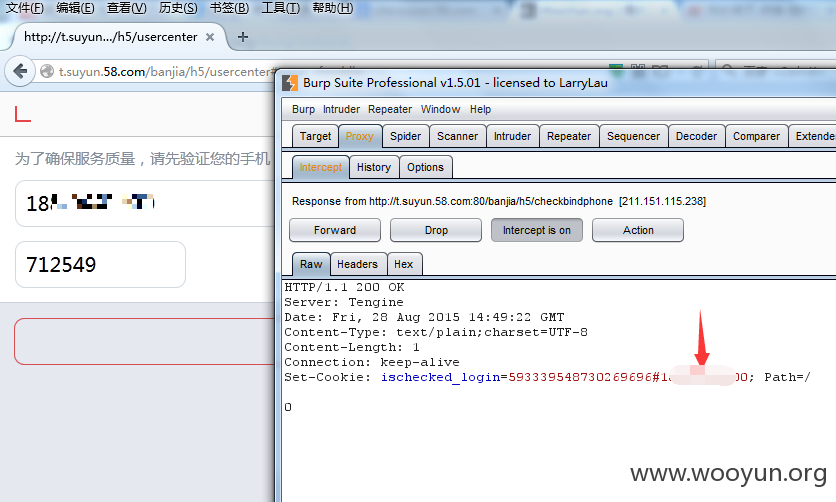 文件(F) 编辑(E) 查看(V) 历史(S) 书签(B) 工具(T) 帮助(H)
http://t.suyun.../h5/usercenter × +
t.suyun.58.com/banjia/h5/usercenter#
为了确保服务质量，请先验证您的手机
18
712549
Burp Suite Professional v1.5.01 - licensed to LarryLau
Burp Intruder Repeater Window Help
Target Proxy Spider Scanner Intruder Repeater Sequencer Decoder Comparer Extende
Intercept History Options
Response from http://t.suyun.58.com:80/banjia/h5/checkbindphone [211.151.115.238]
Forward Drop Intercept is on Action
Raw Headers Hex
HTTP/1.1 200 OK
Server: Tengine
Date: Fri, 28 Aug 2015 14:49:22 GMT
Content-Type: text/plain;charset=UTF-8
Content-Length: 1
Connection: keep-alive
Set-Cookie: ischecked_login=593339548730269696#18 00; Path=/
0
www.wooyun.org